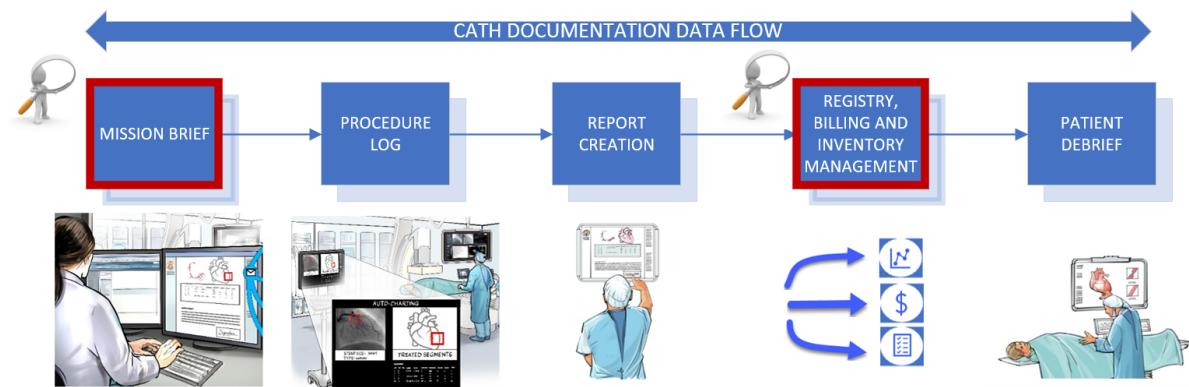 CATH DOCUMENTATION DATA FLOW
MISSION BRIEF
PROCEDURE
LOG
REPORT
CREATION
REGISTRY,
BILLING AND
INVENTORY
MANAGEMENT
PATIENT
DEBRIEF
AUTO-CHARTING
TREATED SEGMENTS
$